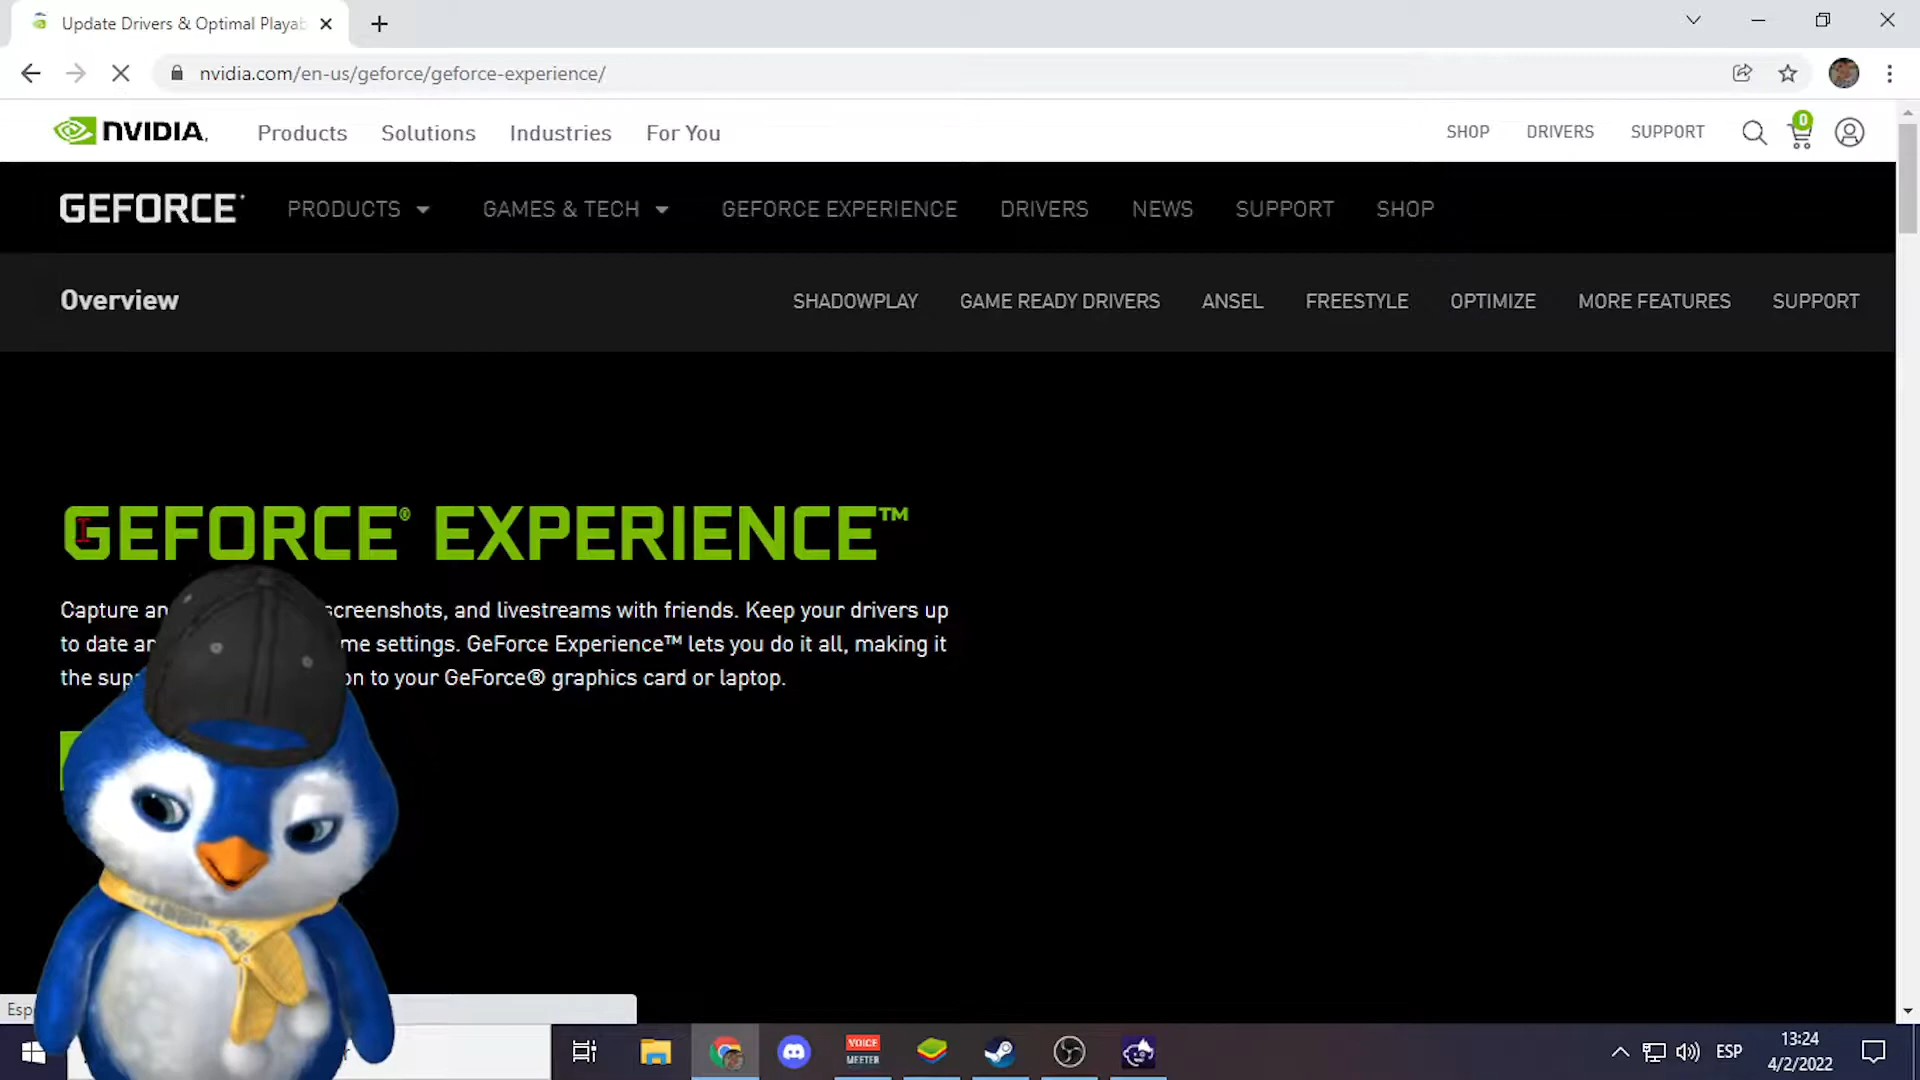 Update Drivers & Optimal Playab
nvidia.com/en-us/geforce/geforce-experience/
NVIDIA. Products Solutions Industries For You SHOP DRIVERS SUPPORT 0
GEFORCE PRODUCTS GAMES & TECH GEFORCE EXPERIENCE DRIVERS NEWS SUPPORT SHOP
Overview SHADOWPLAY GAME READY DRIVERS ANSEL FREESTYLE OPTIMIZE MORE FEATURES SUPPORT
GEFORCE® EXPERIENCE™
Capture an screenshots, and livestreams with friends. Keep your drivers up
to date an me settings. GeForce Experience™ lets you do it all, making it
the sup on to your GeForce® graphics card or laptop.
Esp
VOICE
MEETER
ESP
13:24
4/2/2022